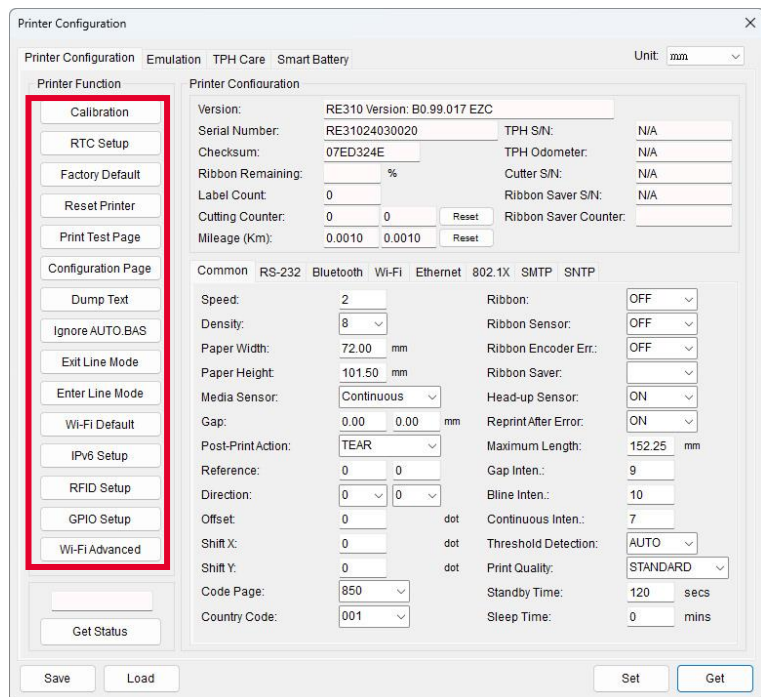 Printer Configuration
Printer Configuration Emulation TPH Care Smart Battery Unit: mm
Printer Function
Calibration
RTC Setup
Factory Default
Reset Printer
Print Test Page
Configuration Page
Dump Text
Ignore AUTO.BAS
Exit Line Mode
Enter Line Mode
Wi-Fi Default
IPv6 Setup
RFID Setup
GPIO Setup
Wi-Fi Advanced
Get Status
Printer Configuration
Version: RE310 Version: B0.99.017 EZC
Serial Number: RE31024030020 TPH S/N: N/A
Checksum: 07ED324E TPH Odometer: N/A
Ribbon Remaining: % Cutter S/N: N/A
Label Count: 0 Ribbon Saver S/N: N/A
Cutting Counter: 0 0 Reset Ribbon Saver Counter:
Mileage (Km): 0.0010 0.0010 Reset
Common RS-232 Bluetooth Wi-Fi Ethernet 802.1X SMTP SNTP
Speed: 2 Ribbon: OFF
Density: 8 Ribbon Sensor: OFF
Paper Width: 72.00 mm Ribbon Encoder Err.: OFF
Paper Height: 101.50 mm Ribbon Saver:
Media Sensor: Continuous Head-up Sensor: ON
Gap: 0.00 0.00 mm Reprint After Error: ON
Post-Print Action: TEAR Maximum Length: 152.25 mm
Reference: 0 0 Gap Inten.: 9
Direction: 0 0 Bline Inten.: 10
Offset: 0 dot Continuous Inten.: 7
Shift X: 0 dot Threshold Detection: AUTO
Shift Y: 0 dot Print Quality: STANDARD
Code Page: 850 Standby Time: 120 secs
Country Code: 001 Sleep Time: 0 mins
Save Load Set Get